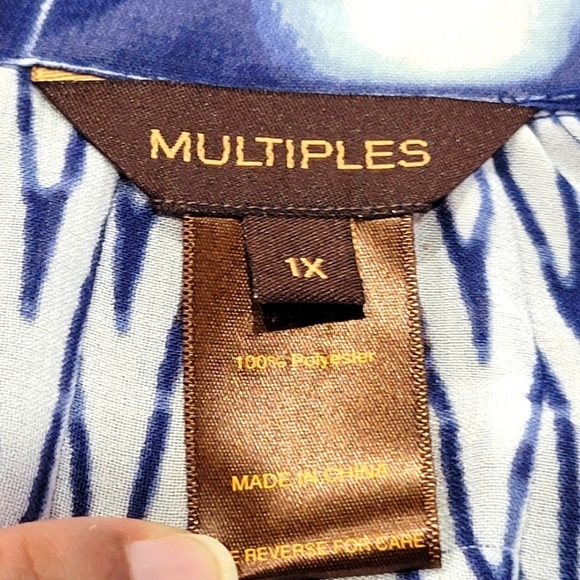 MULTIPLES
1X
100% Polyester
MADE IN CHINA
REVERSE FOR CARE